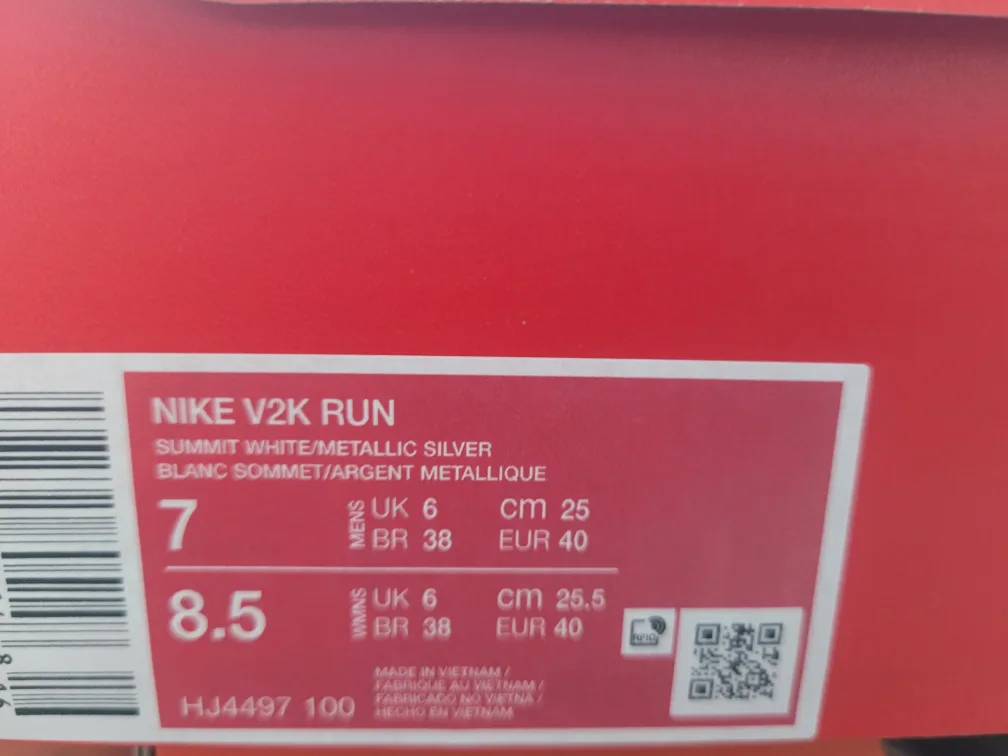 NIKE V2K RUN
SUMMIT WHITE/METALLIC SILVER
BLANC SOMMET/ARGENT METALLIQUE
7 MENS UK 6 cm 25
BR 38 EUR 40
8.5 WMNS UK 6 cm 25.5
BR 38 EUR 40
RFID
MADE IN VIETNAM /
FABRIQUE AU VIETNAM /
FABRICADO NO VIETNÃ /
HECHO EN VIETNAM
HJ4497 100